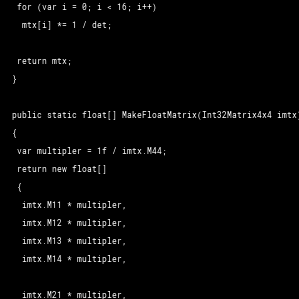 for (var i = 0; i < 16; i++)
mtx[i] *= 1 / det;
return mtx;
}
public static float[] MakeFloatMatrix(Int32Matrix4x4 imtx)
{
var multipler = 1f / imtx.M44;
return new float[]
{
imtx.M11 * multipler,
imtx.M12 * multipler,
imtx.M13 * multipler,
imtx.M14 * multipler,
imtx.M21 * multipler,